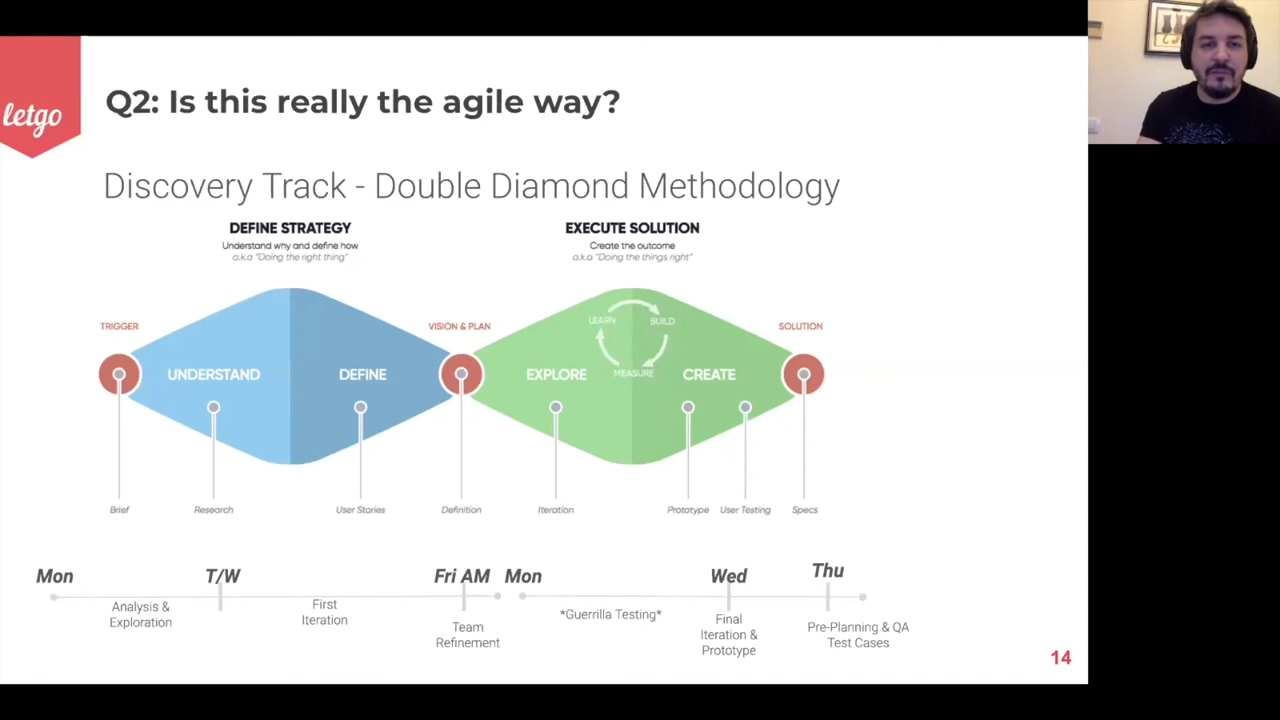 letgo
Q2: Is this really the agile way?
Discovery Track - Double Diamond Methodology
DEFINE STRATEGY
Understand why and define how
a.k.a "Doing the right thing"
EXECUTE SOLUTION
Create the outcome
a.k.a "Doing the things right"
TRIGGER
VISION & PLAN
SOLUTION
LEARN
BUILD
MEASURE
UNDERSTAND
DEFINE
EXPLORE
CREATE
Brief
Research
User Stories
Definition
Iteration
Prototype
User Testing
Specs
Mon
T/W
Fri AM
Mon
Wed
Thu
Analysis &
Exploration
First
Iteration
Team
Refinement
*Guerrilla Testing*
Final
Iteration &
Prototype
Pre-Planning & QA
Test Cases
14